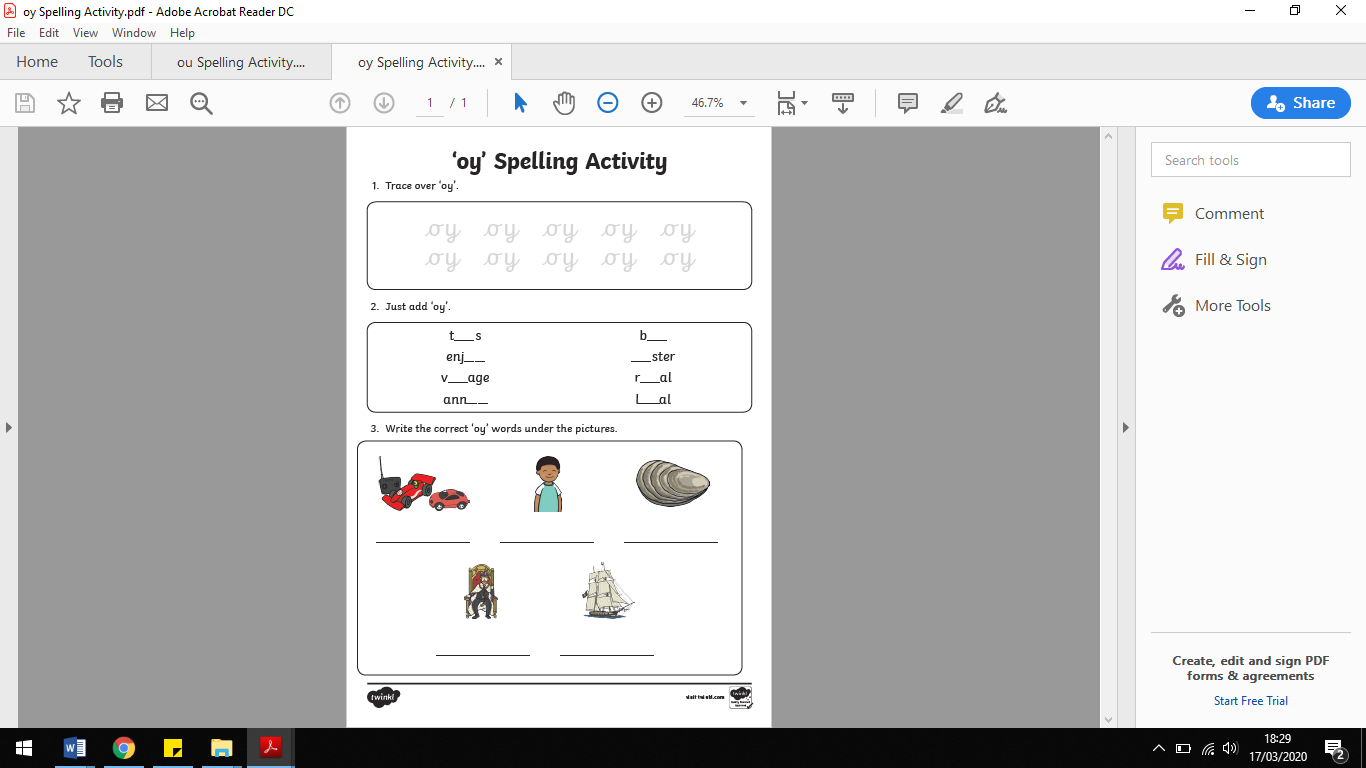 oy Spelling Activity.pdf - Adobe Acrobat Reader DC
File Edit View Window Help
Home Tools ou Spelling Activity.... oy Spelling Activity.... ×
1 / 1 46.7% Share
'oy' Spelling Activity
1. Trace over 'oy'.
oy oy oy oy oy
oy oy oy oy oy
2. Just add 'oy'.
t___s b___
enj___ ___ster
v___age r___al
ann___ l___al
3. Write the correct 'oy' words under the pictures.
twinkl visit twinkl.com twinkl
Search tools
Comment
Fill & Sign
More Tools
Create, edit and sign PDF
forms & agreements
Start Free Trial
18:29
17/03/2020
2